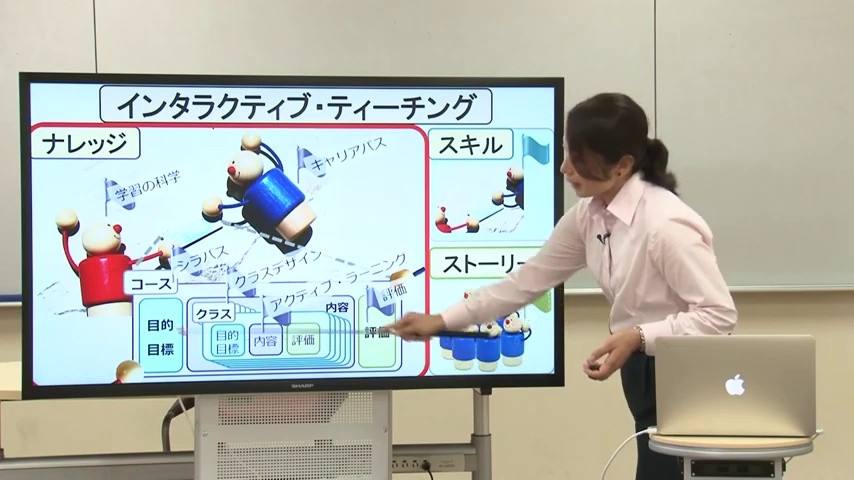 インタラクティブ・ティーチング
ナレッジ
スキル
キャリアパス
学習の科学
シラバス
クラスデザイン
アクティブ・ラーニング
評価
ストーリー
コース
クラス
内容
目的
目標
目的
目標
内容
評価
評価
SHARP